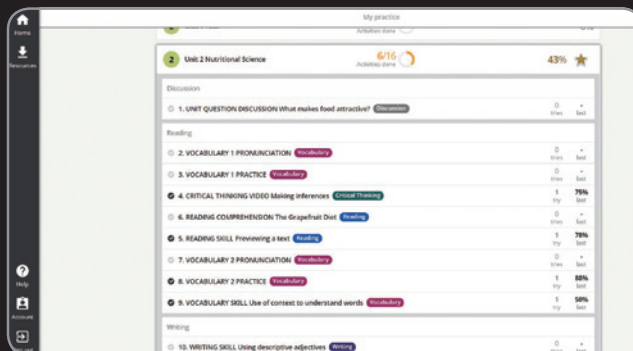 My practice
Home
Resources
Activities done
2 Unit 2 Nutritional Science 6/16 Activities done 43%
Discussion
1. UNIT QUESTION DISCUSSION What makes food attractive? Discussion 0 tries - last
Reading
2. VOCABULARY 1 PRONUNCIATION Vocabulary 0 tries - last
3. VOCABULARY 1 PRACTICE Vocabulary 0 tries - last
4. CRITICAL THINKING VIDEO Making inferences Critical Thinking 1 try 75% last
6. READING COMPREHENSION The Grapefruit Diet Reading 0 tries - last
5. READING SKILL Previewing a text Reading 1 try 78% last
7. VOCABULARY 2 PRONUNCIATION Vocabulary 0 tries - last
8. VOCABULARY 2 PRACTICE Vocabulary 1 try 88% last
9. VOCABULARY SKILL Use of context to understand words Vocabulary 1 try 50% last
Writing
10. WRITING SKILL Using descriptive adjectives Writing 0 -
Help
Account